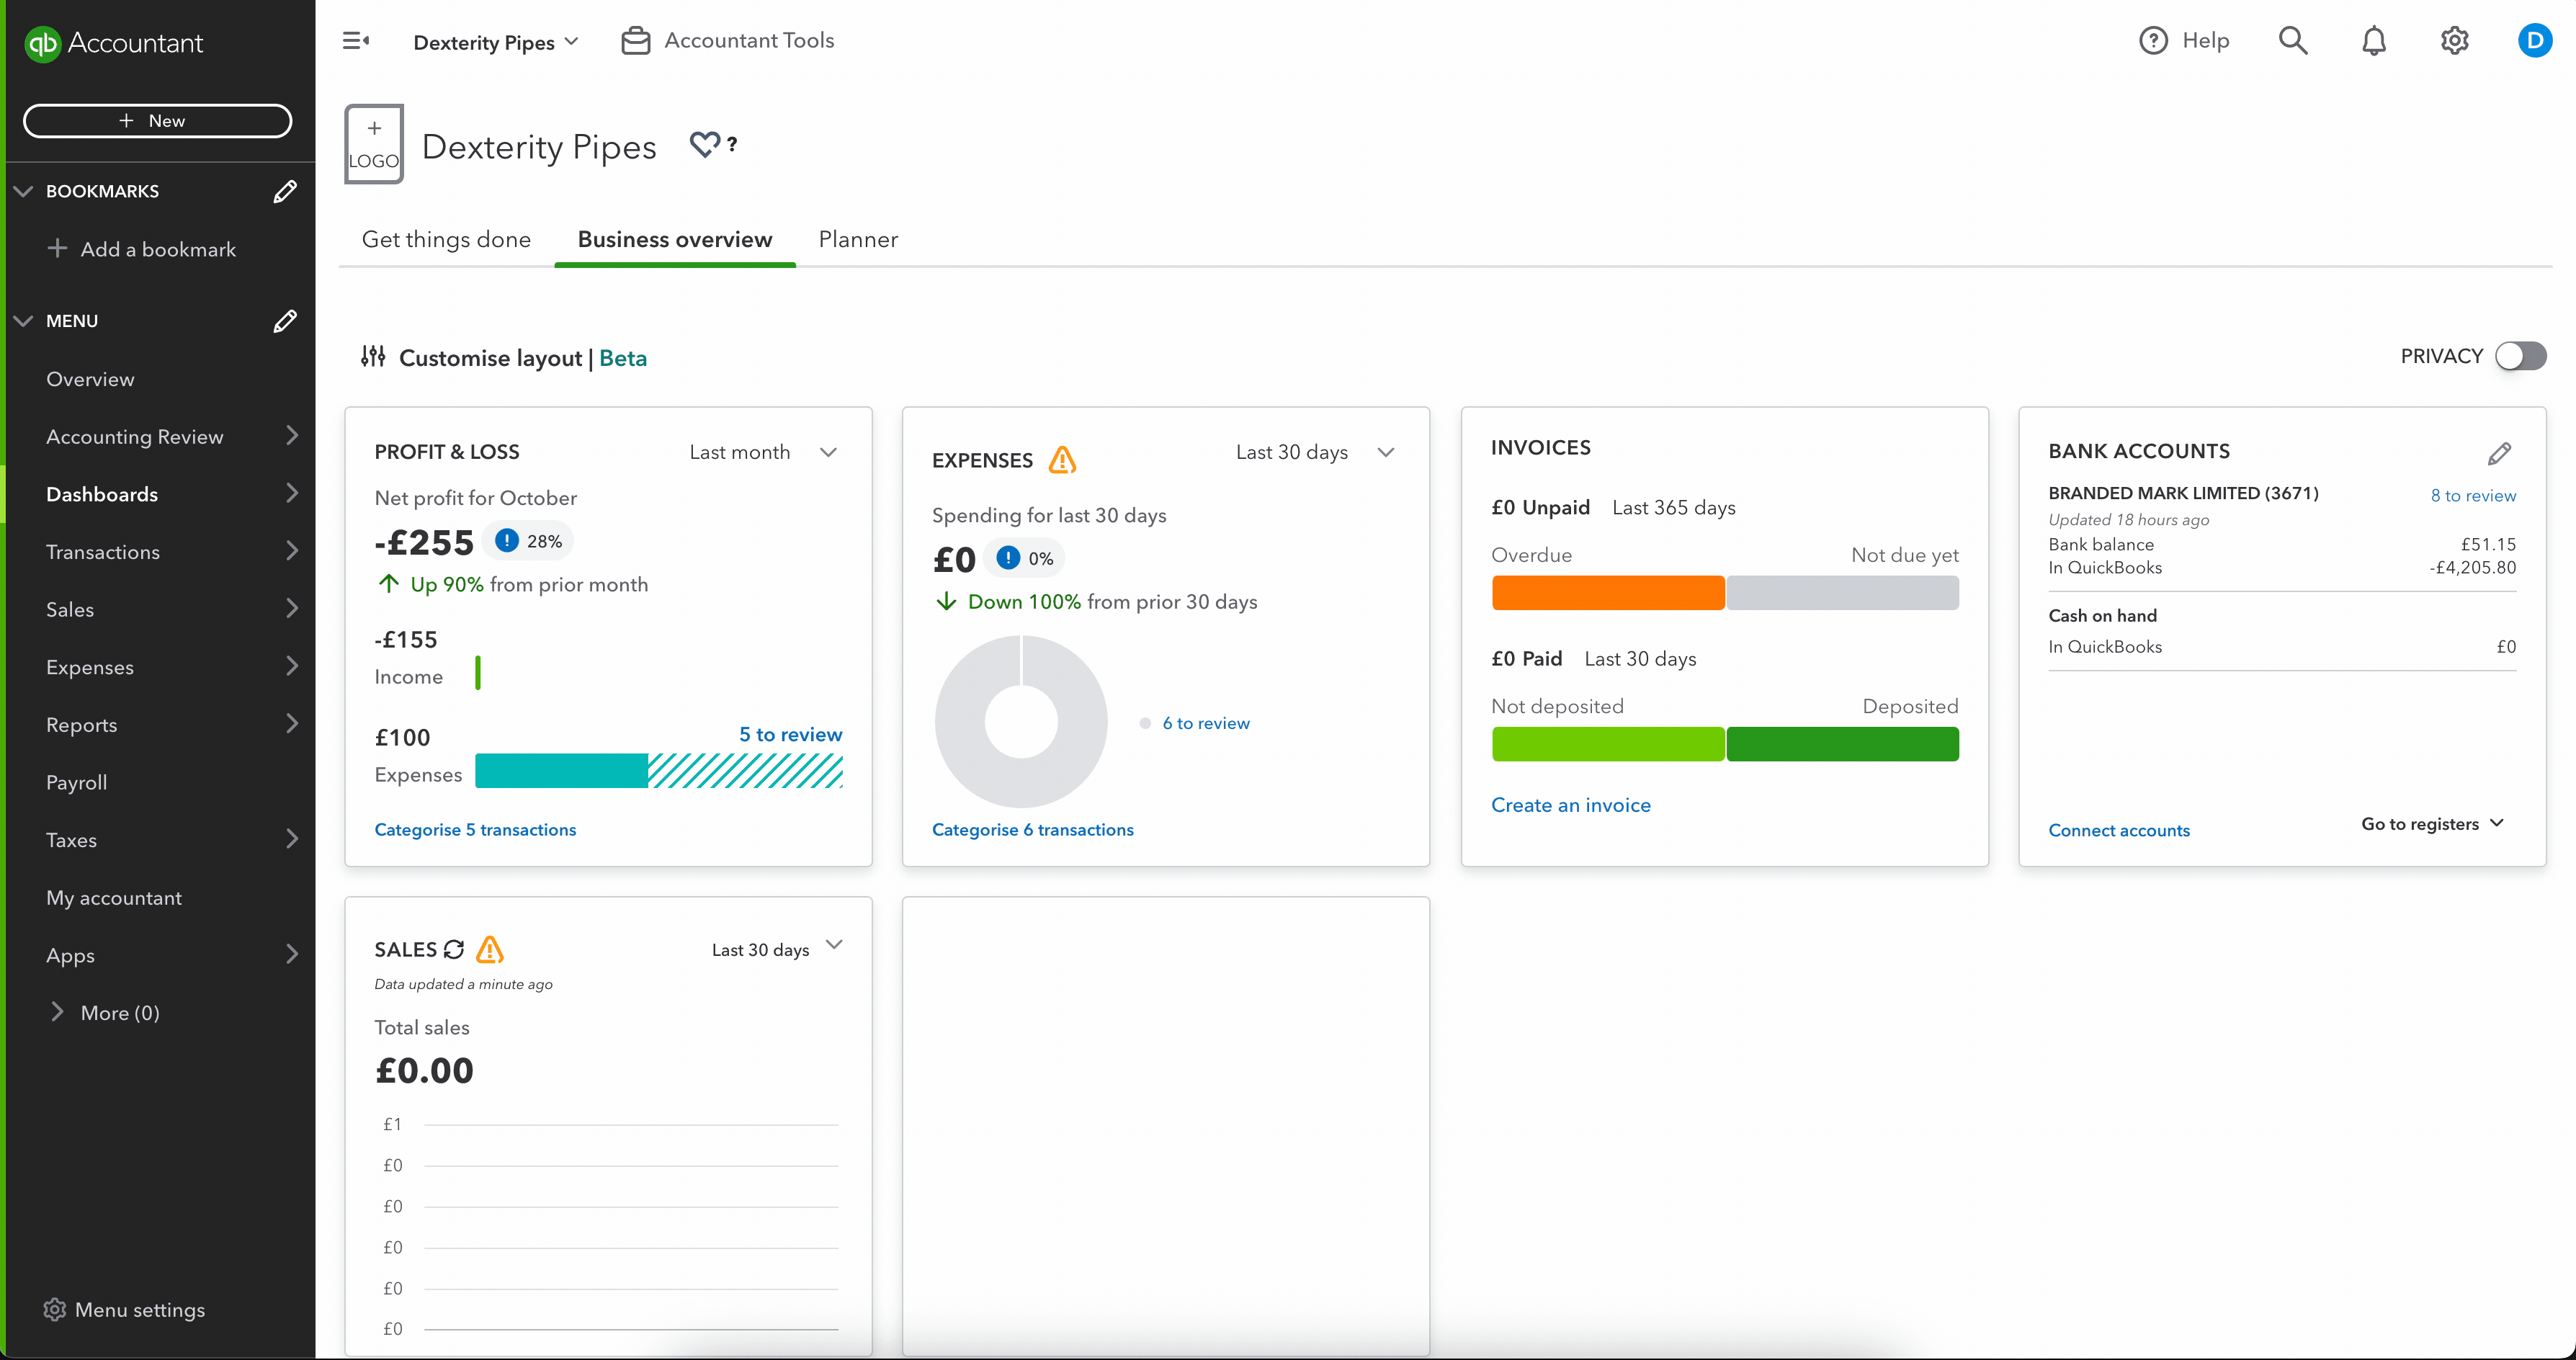 qb Accountant
+ New
BOOKMARKS
+ Add a bookmark
MENU
Overview
Accounting Review
Dashboards
Transactions
Sales
Expenses
Reports
Payroll
Taxes
My accountant
Apps
More (0)
Menu settings
Dexterity Pipes
Accountant Tools
? Help
D
+
LOGO
Dexterity Pipes
?
Get things done
Business overview
Planner
Customise layout | Beta
PRIVACY
PROFIT & LOSS
Last month
Net profit for October
-£255
! 28%
Up 90% from prior month
-£155
Income
£100
5 to review
Expenses
Categorise 5 transactions
EXPENSES
Last 30 days
Spending for last 30 days
£0
! 0%
Down 100% from prior 30 days
6 to review
Categorise 6 transactions
INVOICES
£0 Unpaid Last 365 days
Overdue
Not due yet
£0 Paid Last 30 days
Not deposited
Deposited
Create an invoice
BANK ACCOUNTS
BRANDED MARK LIMITED (3671)
8 to review
Updated 18 hours ago
Bank balance
£51.15
In QuickBooks
-£4,205.80
Cash on hand
In QuickBooks
£0
Connect accounts
Go to registers
SALES
Last 30 days
Data updated a minute ago
Total sales
£0.00
£1
£0
£0
£0
£0
£0